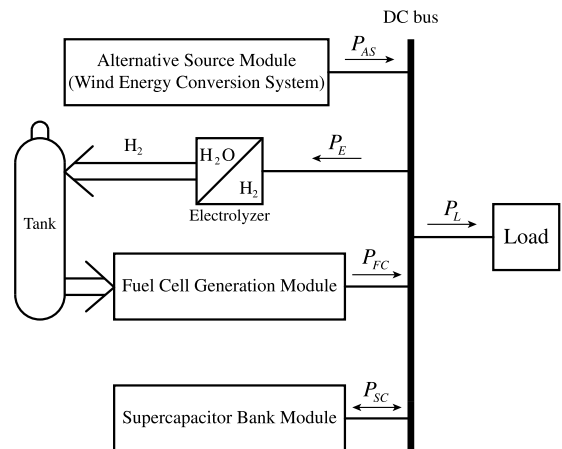 DC bus
Alternative Source Module
(Wind Energy Conversion System)
P_AS
H₂
H₂O
H₂
Electrolyzer
P_E
Tank
P_L
Load
Fuel Cell Generation Module
P_FC
Supercapacitor Bank Module
P_SC